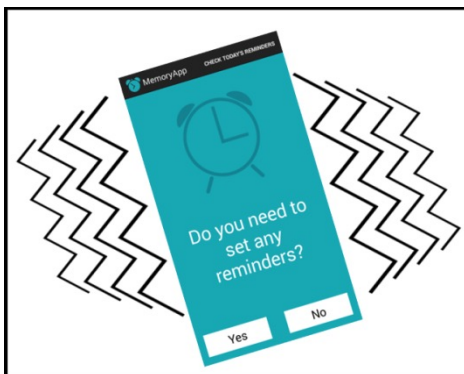 MemoryApp CHECK TODAY'S REMINDERS
Do you need to
set any
reminders?
Yes No